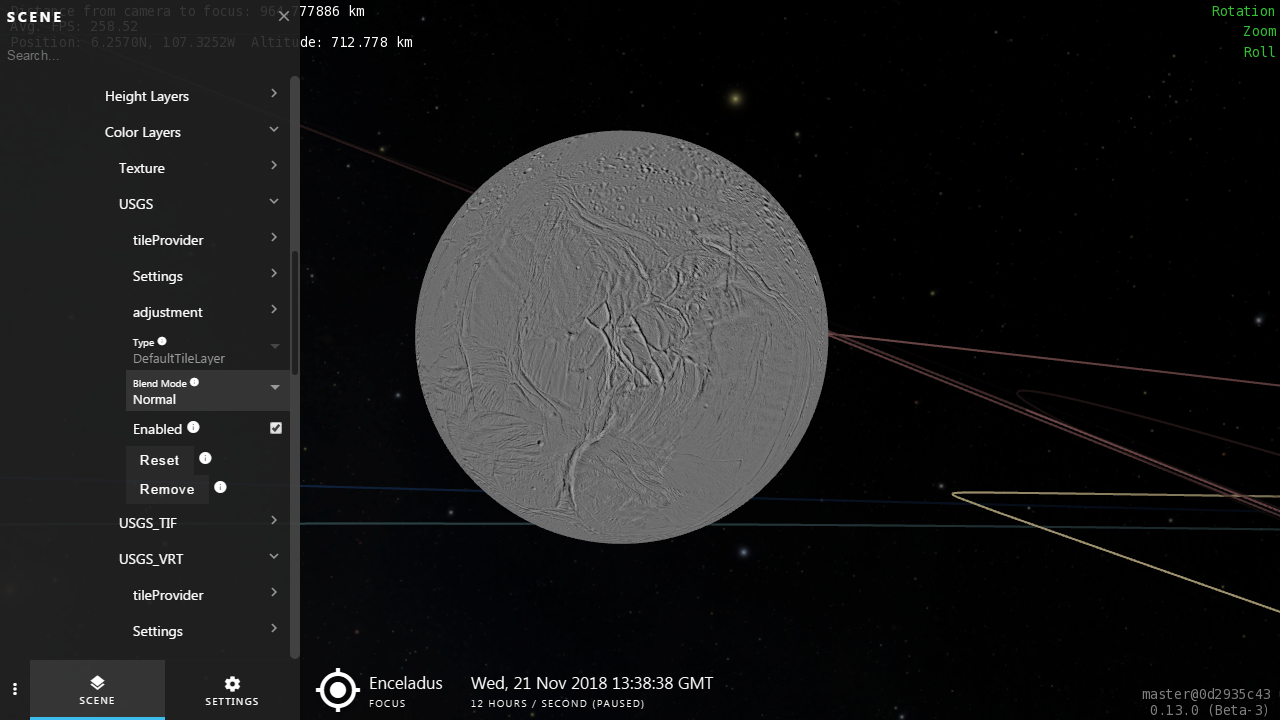 Distance from camera to focus: 964.777886 km
SCENE
Avg. FPS: 258.52
Position: 6.2570N, 107.3252W  Altitude: 712.778 km
Search...
Rotation
Zoom
Roll
Height Layers
Color Layers
Texture
USGS
tileProvider
Settings
adjustment
Type
DefaultTileLayer
Blend Mode
Normal
Enabled
Reset
Remove
USGS_TIF
USGS_VRT
tileProvider
Settings
SCENE
SETTINGS
Enceladus
FOCUS
Wed, 21 Nov 2018 13:38:38 GMT
12 HOURS / SECOND (PAUSED)
master@0d2935c43
0.13.0 (Beta-3)